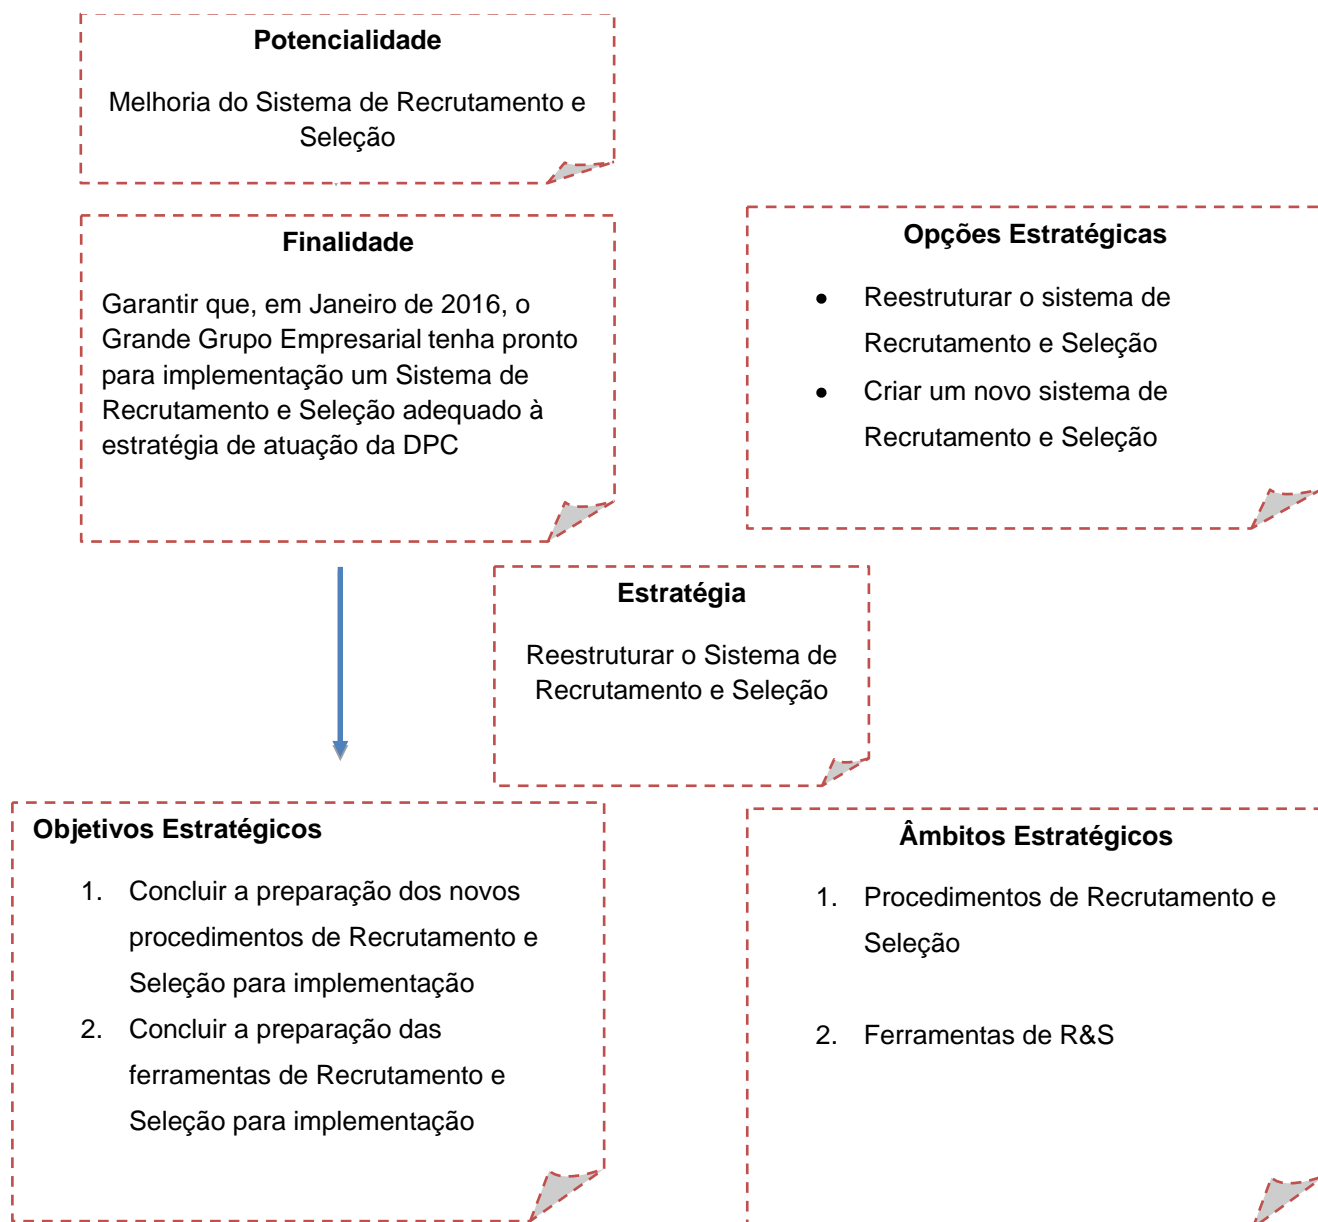 Potencialidade
Melhoria do Sistema de Recrutamento e
Seleção
Finalidade
Garantir que, em Janeiro de 2016, o
Grande Grupo Empresarial tenha pronto
para implementação um Sistema de
Recrutamento e Seleção adequado à
estratégia de atuação da DPC
Opções Estratégicas
• Reestruturar o sistema de
Recrutamento e Seleção
• Criar um novo sistema de
Recrutamento e Seleção
Estratégia
Reestruturar o Sistema de
Recrutamento e Seleção
Objetivos Estratégicos
1. Concluir a preparação dos novos
procedimentos de Recrutamento e
Seleção para implementação
2. Concluir a preparação das
ferramentas de Recrutamento e
Seleção para implementação
Âmbitos Estratégicos
1. Procedimentos de Recrutamento e
Seleção
2. Ferramentas de R&S